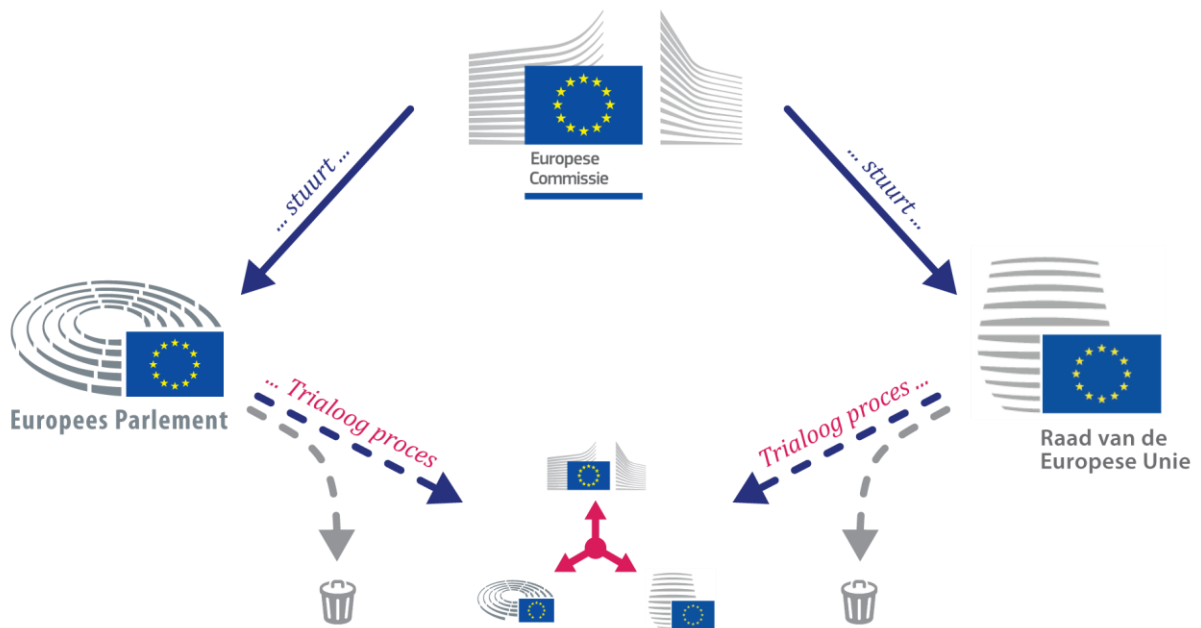 Europese
Commissie
... stuurt ...
... stuurt ...
Europees Parlement
Raad van de
Europese Unie
... Trialoog proces
Trialoog proces ...